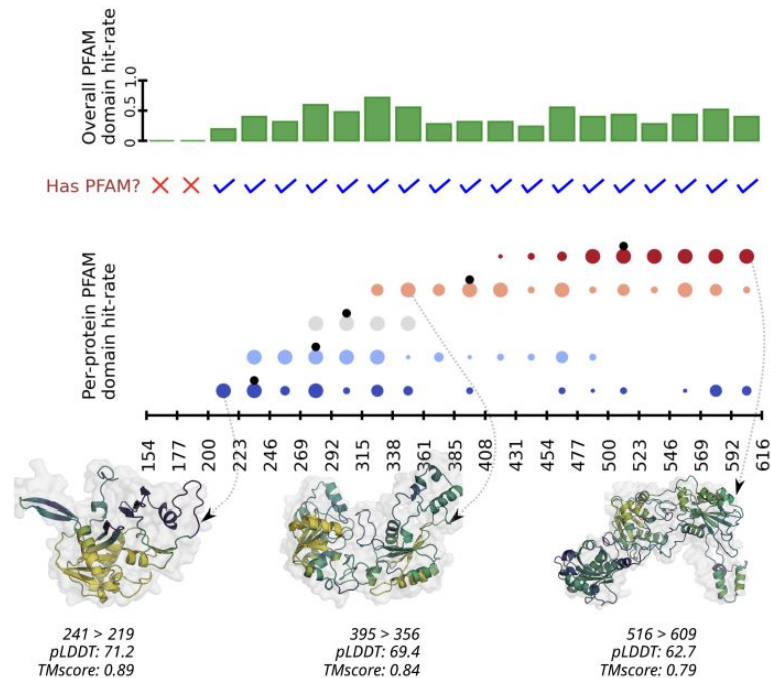 Overall PFAM
domain hit-rate
0 0.5 1.0
Has PFAM?
Per-protein PFAM
domain hit-rate
154 177 200 223 246 269 292 315 338 361 385 408 431 454 477 500 523 546 569 592 616
241 > 219
pLDDT: 71.2
TMscore: 0.89
395 > 356
pLDDT: 69.4
TMscore: 0.84
516 > 609
pLDDT: 62.7
TMscore: 0.79